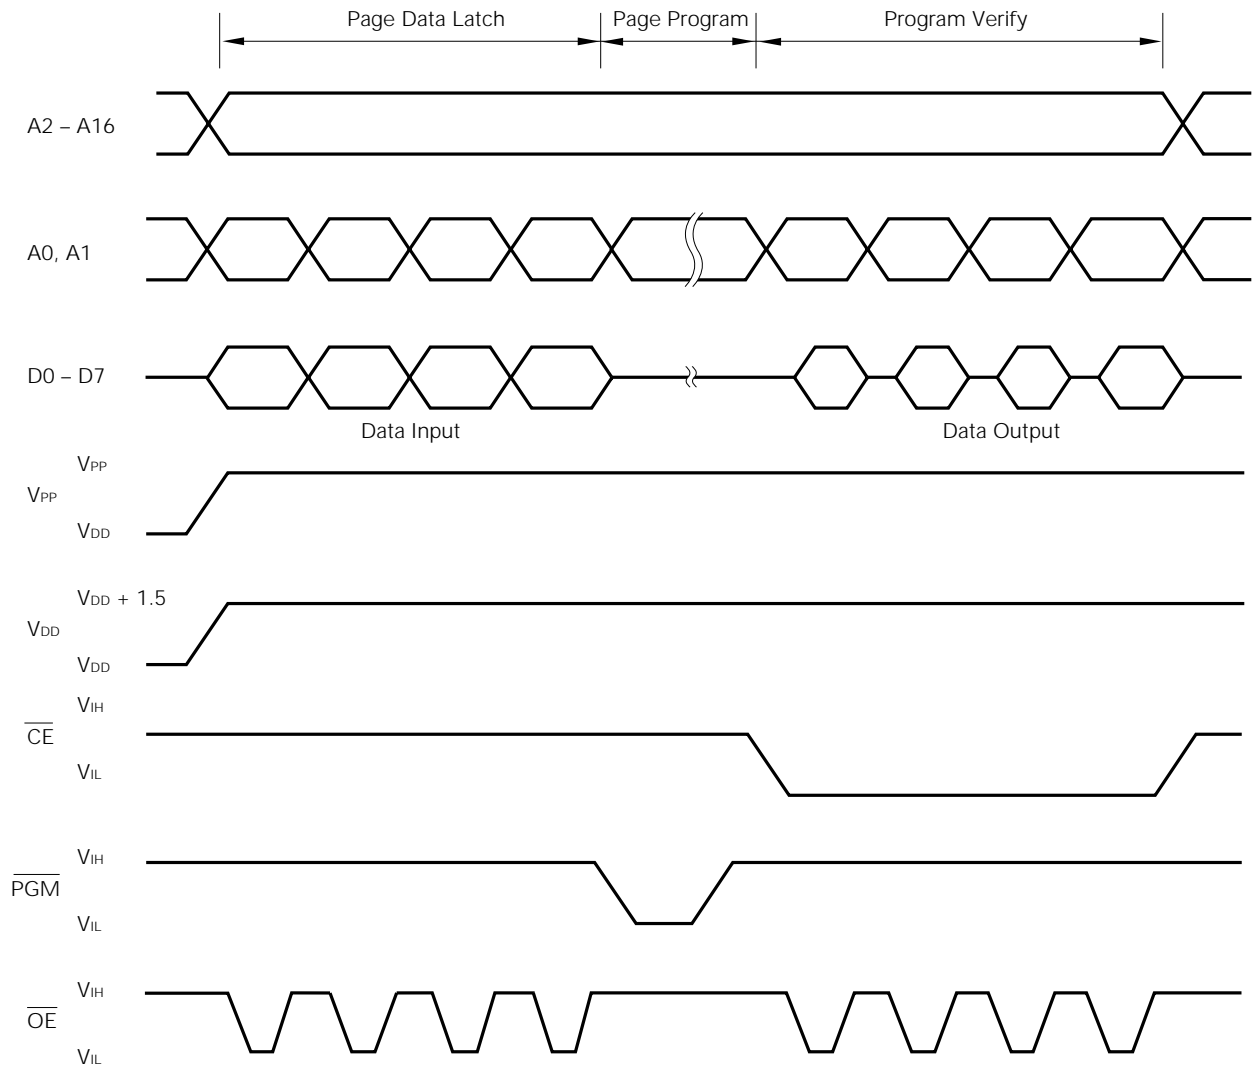 Page Data Latch
Page Program
Program Verify
A2 – A16
A0, A1
D0 – D7
Data Input
Data Output
VPP
VPP
VDD
VDD + 1.5
VDD
VDD
VIH
CE
VIL
VIH
PGM
VIL
VIH
OE
VIL